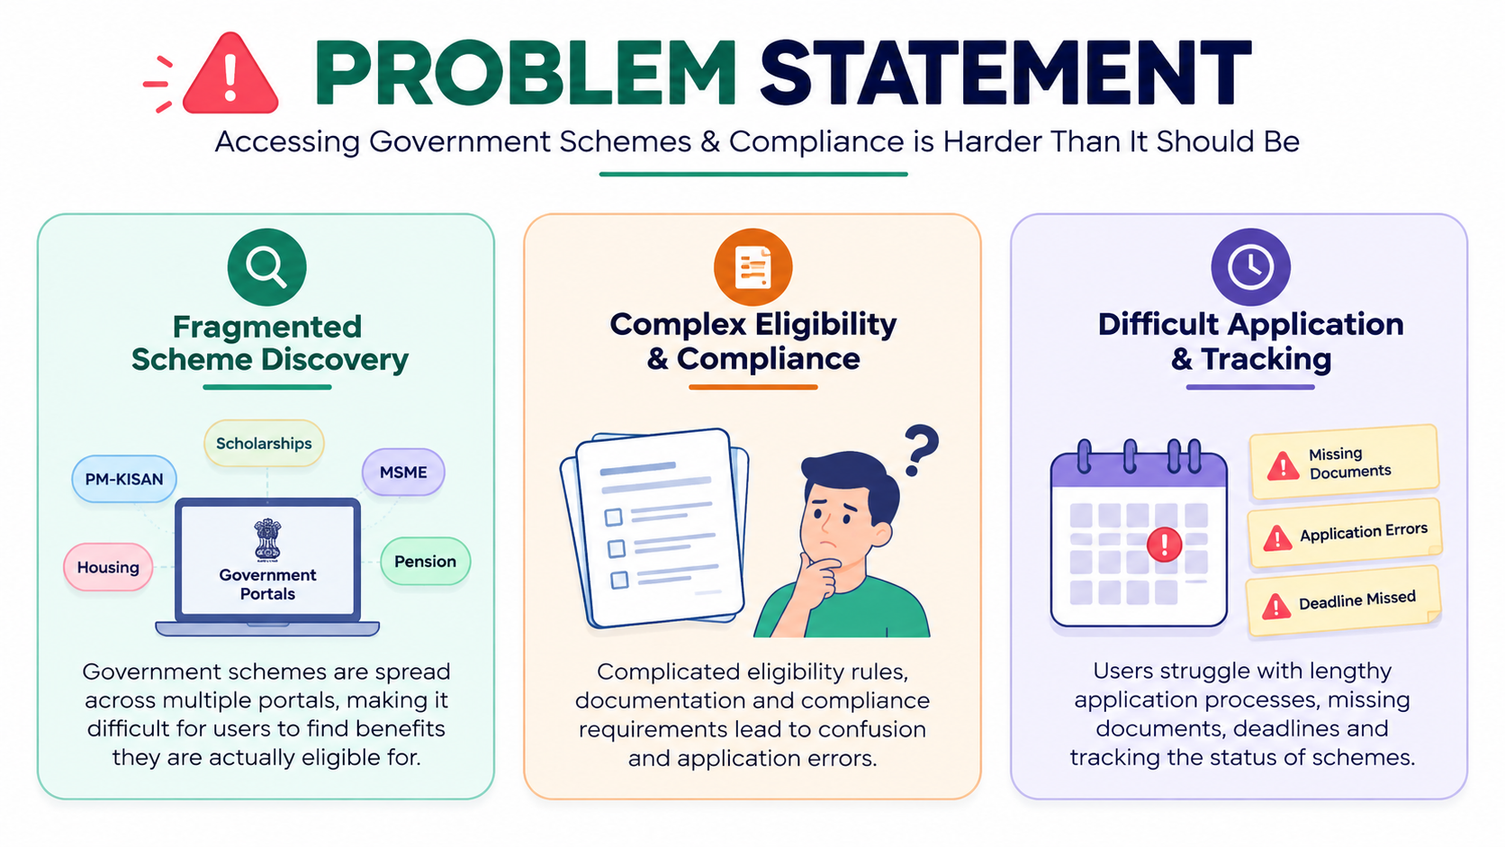 PROBLEM STATEMENT
Accessing Government Schemes & Compliance is Harder Than It Should Be
Fragmented
Scheme Discovery
Scholarships
PM-KISAN
MSME
Housing
Pension
Government
Portals
Government schemes are spread
across multiple portals, making it
difficult for users to find benefits
they are actually eligible for.
Complex Eligibility
& Compliance
?
Complicated eligibility rules,
documentation and compliance
requirements lead to confusion
and application errors.
Difficult Application
& Tracking
Missing
Documents
Application Errors
Deadline Missed
Users struggle with lengthy
application processes, missing
documents, deadlines and
tracking the status of schemes.